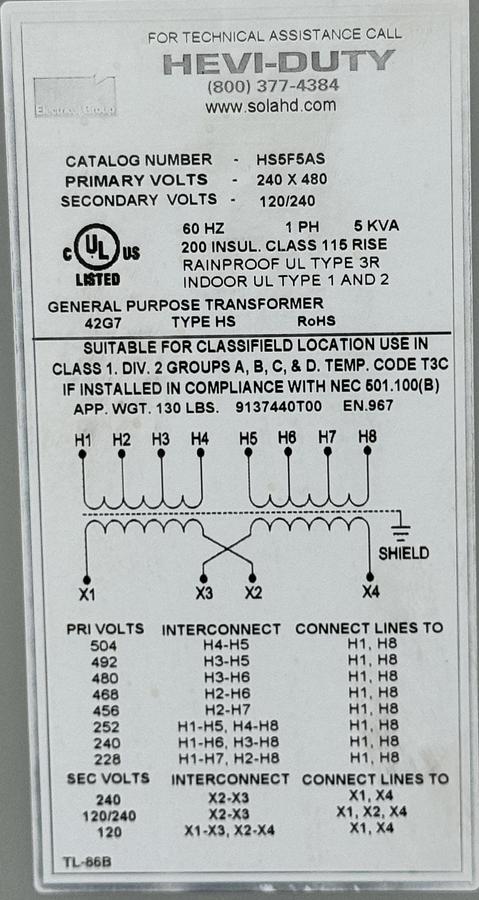 FOR TECHNICAL ASSISTANCE CALL
HEVI-DUTY
(800) 377-4384
Electrical Group
www.solahd.com
CATALOG NUMBER - HS5F5AS
PRIMARY VOLTS - 240 X 480
SECONDARY VOLTS - 120/240
60 HZ 1 PH 5 KVA
200 INSUL. CLASS 115 RISE
C UL US
RAINPROOF UL TYPE 3R
LISTED
INDOOR UL TYPE 1 AND 2
GENERAL PURPOSE TRANSFORMER
42G7 TYPE HS RoHS
SUITABLE FOR CLASSIFIED LOCATION USE IN
CLASS 1. DIV. 2 GROUPS A, B, C, & D. TEMP. CODE T3C
IF INSTALLED IN COMPLIANCE WITH NEC 501.100(B)
APP. WGT. 130 LBS. 9137440T00 EN.967
H1 H2 H3 H4 H5 H6 H7 H8
SHIELD
X1 X3 X2 X4
PRI VOLTS INTERCONNECT CONNECT LINES TO
504 H4-H5 H1, H8
492 H3-H5 H1, H8
480 H3-H6 H1, H8
468 H2-H6 H1, H8
456 H2-H7 H1, H8
252 H1-H5, H4-H8 H1, H8
240 H1-H6, H3-H8 H1, H8
228 H1-H7, H2-H8 H1, H8
SEC VOLTS INTERCONNECT CONNECT LINES TO
240 X2-X3 X1, X4
120/240 X2-X3 X1, X2, X4
120 X1-X3, X2-X4 X1, X4
TL-86B